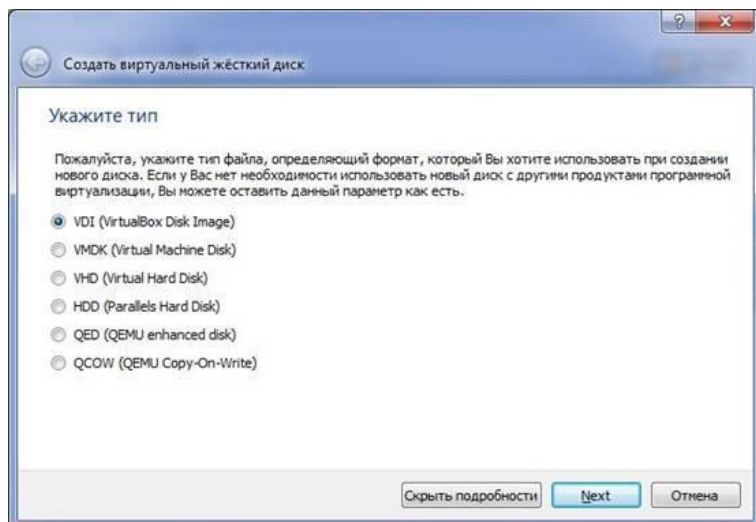 Создать виртуальный жёсткий диск
Укажите тип
Пожалуйста, укажите тип файла, определяющий формат, который Вы хотите использовать при создании
нового диска. Если у Вас нет необходимости использовать новый диск с другими продуктами программной
виртуализации, Вы можете оставить данный параметр как есть.
VDI (VirtualBox Disk Image)
VMDK (Virtual Machine Disk)
VHD (Virtual Hard Disk)
HDD (Parallels Hard Disk)
QED (QEMU enhanced disk)
QCOW (QEMU Copy-On-Write)
Скрыть подробности Next Отмена